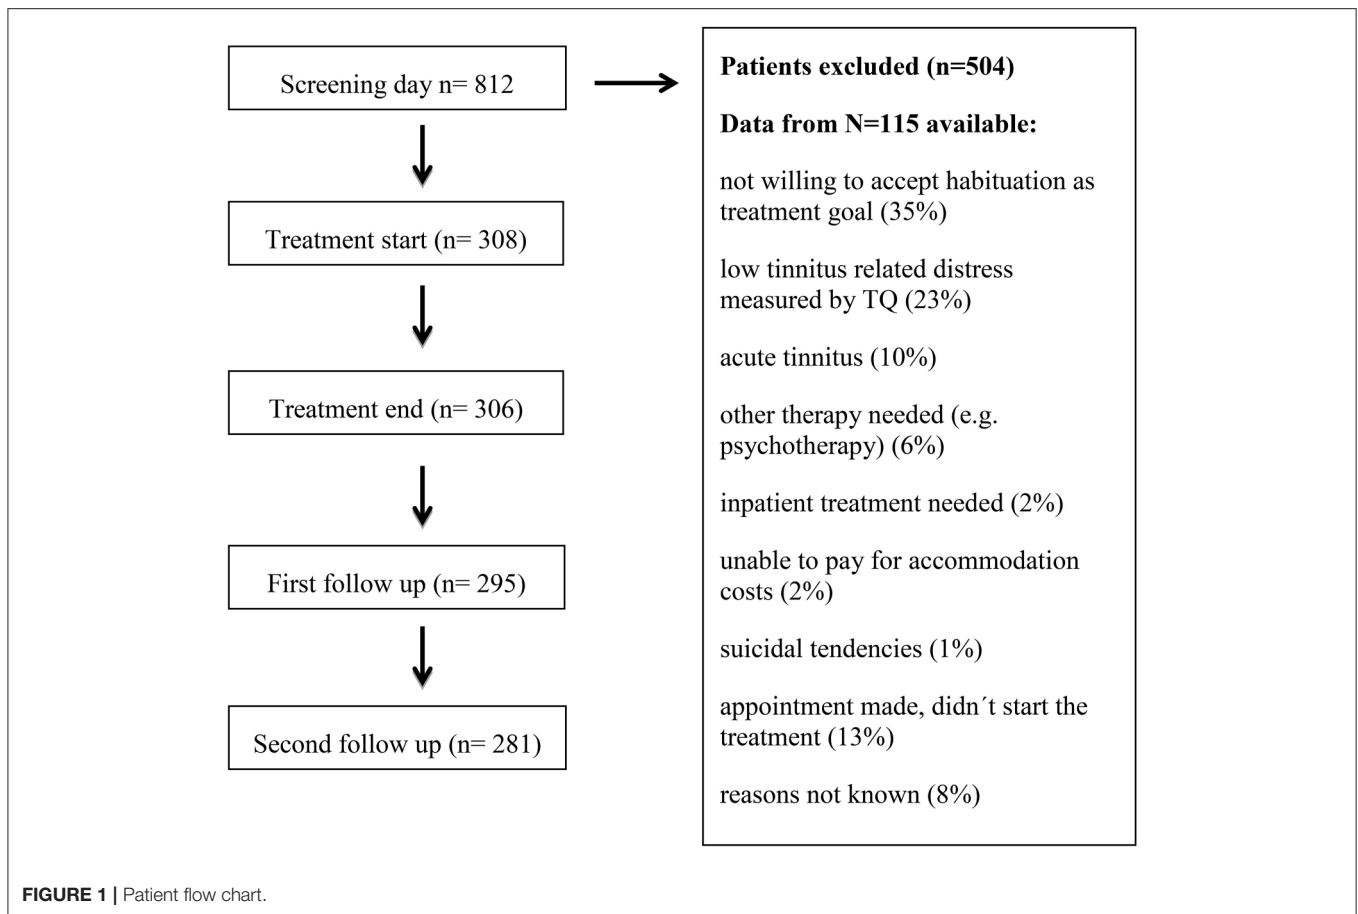 Screening day n= 812
Treatment start (n= 308)
Treatment end (n= 306)
First follow up (n= 295)
Second follow up (n= 281)
Patients excluded (n=504)
Data from N=115 available:
not willing to accept habituation as
treatment goal (35%)
low tinnitus related distress
measured by TQ (23%)
acute tinnitus (10%)
other therapy needed (e.g.
psychotherapy) (6%)
inpatient treatment needed (2%)
unable to pay for accommodation
costs (2%)
suicidal tendencies (1%)
appointment made, didn´t start the
treatment (13%)
reasons not known (8%)
FIGURE 1 | Patient flow chart.